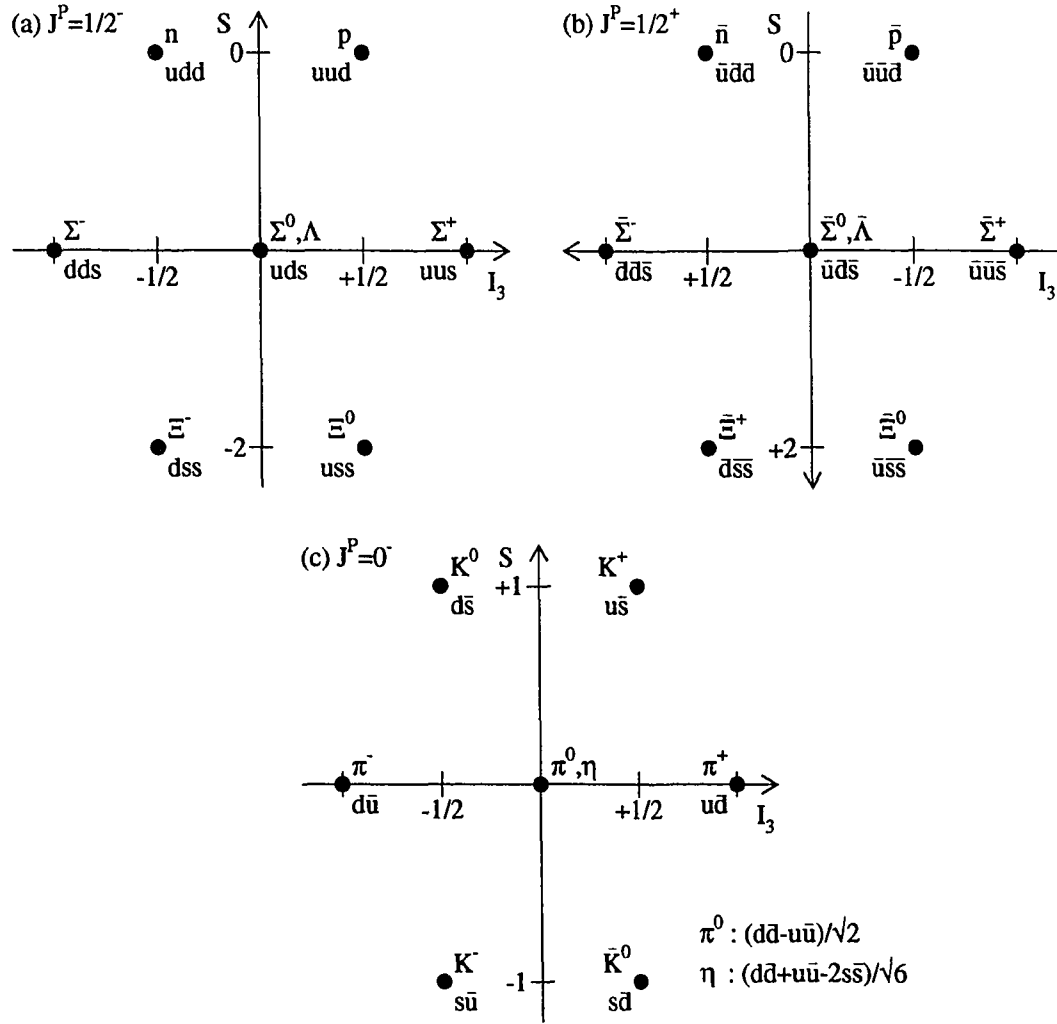 (a) J^P=1/2^-
S
n
0
p
udd
uud
Σ^-
Σ^0,Λ
Σ^+
dds
-1/2
uds
+1/2
uus
I_3
Ξ^-
Ξ^0
-2
dss
uss
(b) J^P=1/2^+
n̄
S
p̄
0
ūd̄d̄
ūūd̄
Σ̄^-
Σ̄^0,Λ̄
Σ̄^+
d̄d̄s̄
+1/2
ūd̄s̄
-1/2
ūūs̄
I_3
Ξ̄^+
Ξ̄^0
+2
d̄s̄s̄
ūs̄s̄
(c) J^P=0^-
K^0
S
K^+
+1
ds̄
us̄
π^-
π^0,η
π^+
dū
-1/2
+1/2
ud̄
I_3
K^-
K̄^0
-1
sū
sd̄
π^0 : (dd̄-uū)/√2
η : (dd̄+uū-2ss̄)/√6